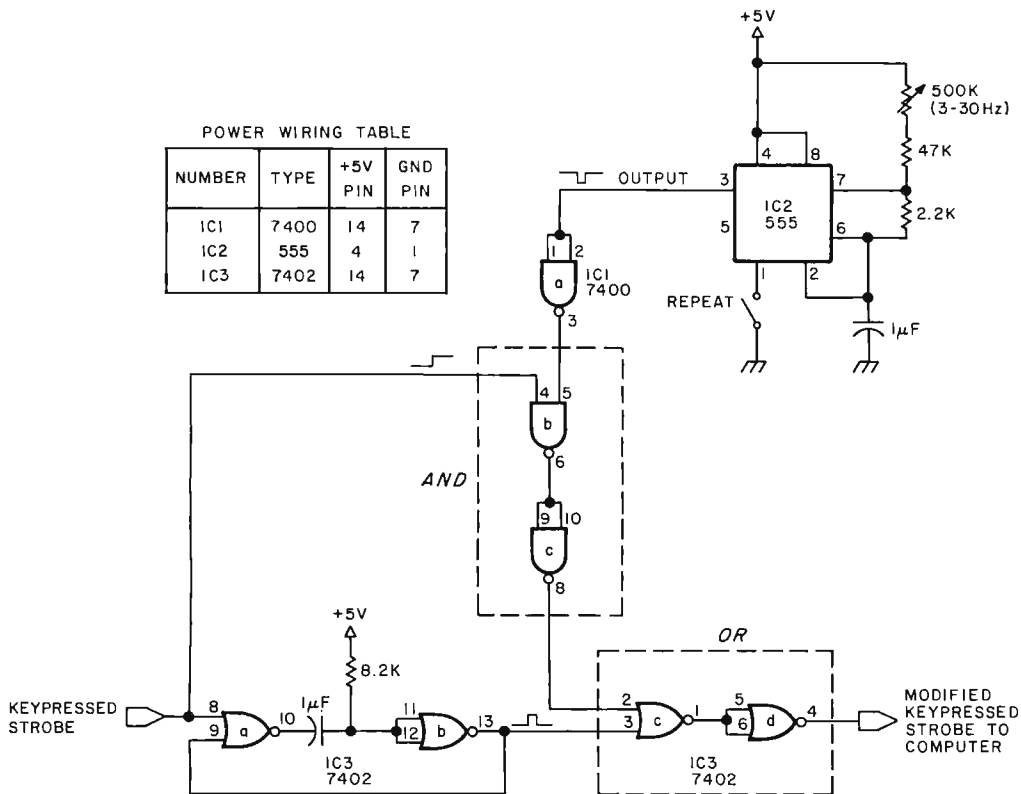 +5V
500K
(3-30Hz)
47K
2.2K
4 8
3 7
IC2
555
5 6
1 2
1µF
REPEAT
OUTPUT
POWER WIRING TABLE
NUMBER TYPE +5V PIN GND PIN
IC1 7400 14 7
IC2 555 4 1
IC3 7402 14 7
1 2
a
IC1
7400
3
4 5
b
6
AND
9 10
c
8
+5V
8.2K
1µF
KEYPRESSED
STROBE
8
9
a
10
11
12
b
13
IC3
7402
OR
2
3
c
1
5
6
d
4
IC3
7402
MODIFIED
KEYPRESSED
STROBE TO
COMPUTER